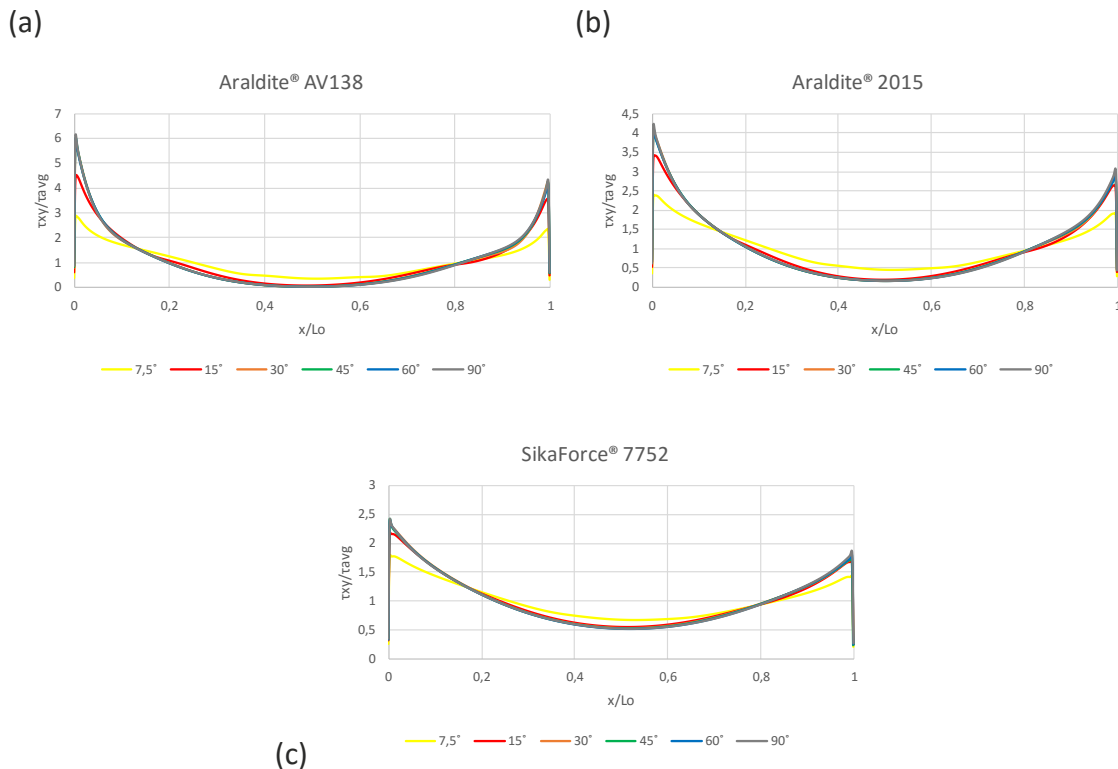 (a)
Araldite® AV138
7
6
5
4
3
2
1
0
τxy/τavg
0
0,2
0,4
0,6
0,8
1
x/Lo
7,5˚ 15˚ 30˚ 45˚ 60˚ 90˚
(b)
Araldite® 2015
4,5
4
3,5
3
2,5
2
1,5
1
0,5
0
τxy/τavg
0
0,2
0,4
0,6
0,8
1
x/Lo
7,5˚ 15˚ 30˚ 45˚ 60˚ 90˚
SikaForce® 7752
3
2,5
2
1,5
1
0,5
0
τxy/τavg
0
0,2
0,4
0,6
0,8
1
x/Lo
7,5˚ 15˚ 30˚ 45˚ 60˚ 90˚
(c)